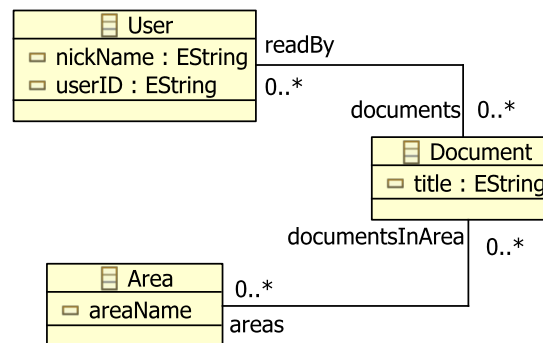 User
nickName : EString
userID : EString
readBy
0..*
documents
0..*
Document
title : EString
documentsInArea
0..*
Area
areaName
0..*
areas